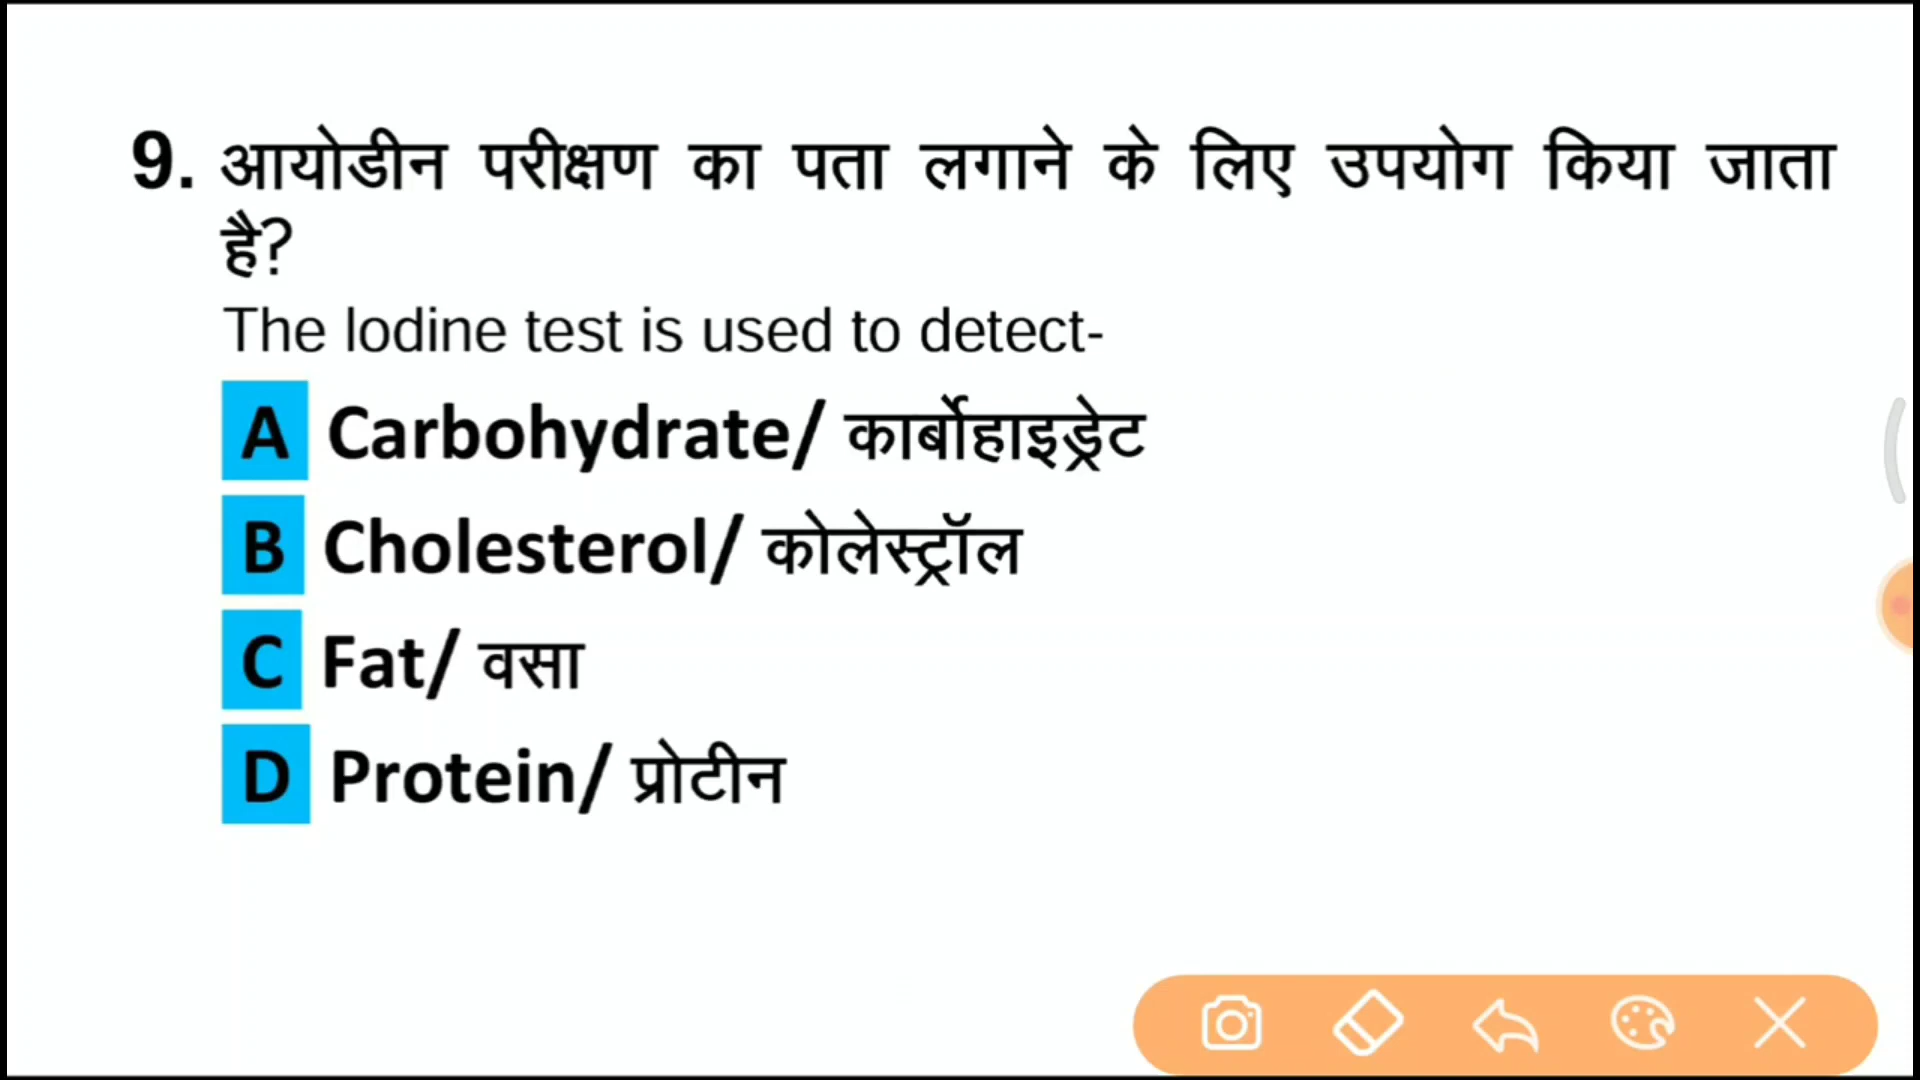 9. आयोडीन परीक्षण का पता लगाने के लिए उपयोग किया जाता
है?
The lodine test is used to detect-
A Carbohydrate/ कार्बोहाइड्रेट
B Cholesterol/ कोलेस्ट्रॉल
C Fat/ वसा
D Protein/ प्रोटीन